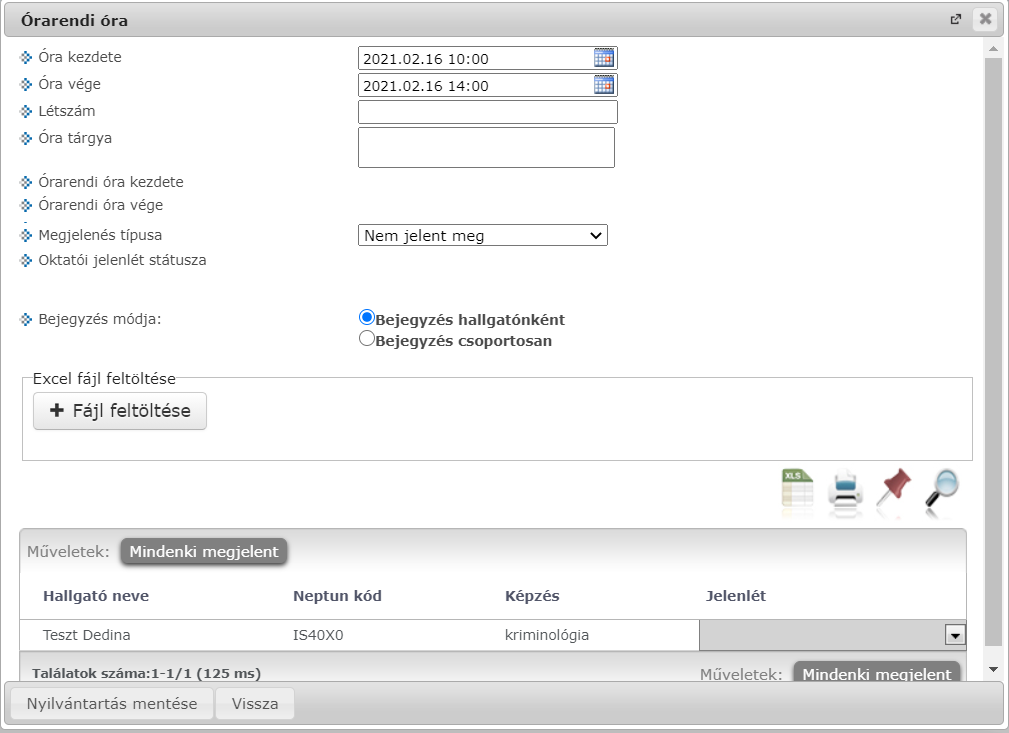 Órarendi óra
Óra kezdete 2021.02.16 10:00
Óra vége 2021.02.16 14:00
Létszám
Óra tárgya
Órarendi óra kezdete
Órarendi óra vége
Megjelenés típusa Nem jelent meg
Oktatói jelenlét státusza
Bejegyzés módja: Bejegyzés hallgatónként
Bejegyzés csoportosan
Excel fájl feltöltése
+ Fájl feltöltése
XLS
Műveletek: Mindenki megjelent
Hallgató neve Neptun kód Képzés Jelenlét
Teszt Dedina IS40X0 kriminológia
Találatok száma:1-1/1 (125 ms) Műveletek: Mindenki megjelent
Nyilvántartás mentése Vissza